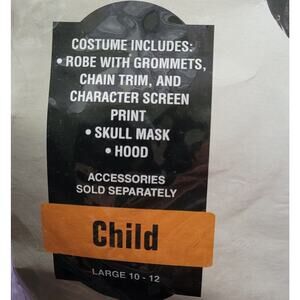 COSTUME INCLUDES:
• ROBE WITH GROMMETS,
CHAIN TRIM, AND
CHARACTER SCREEN
PRINT
• SKULL MASK
• HOOD
ACCESSORIES
SOLD SEPARATELY
Child
LARGE 10 - 12